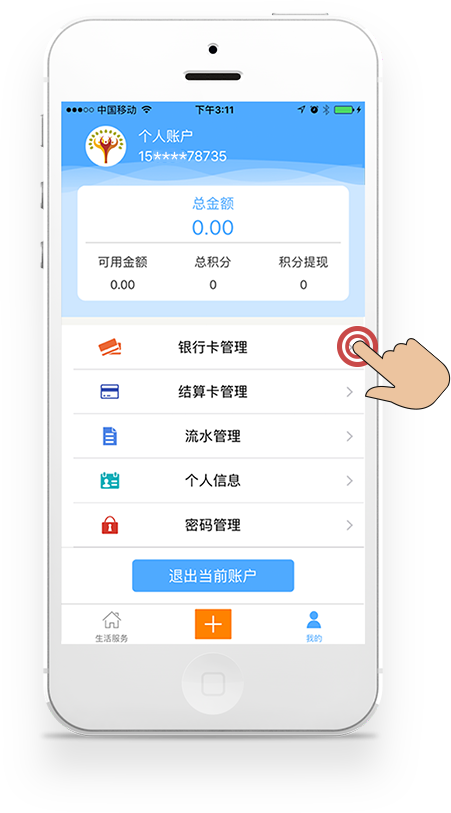 中国移动 下午3:11
个人账户
15****78735
总金额
0.00
可用金额 总积分 积分提现
0.00 0 0
银行卡管理
结算卡管理
流水管理
个人信息
密码管理
退出当前账户
生活服务 我的